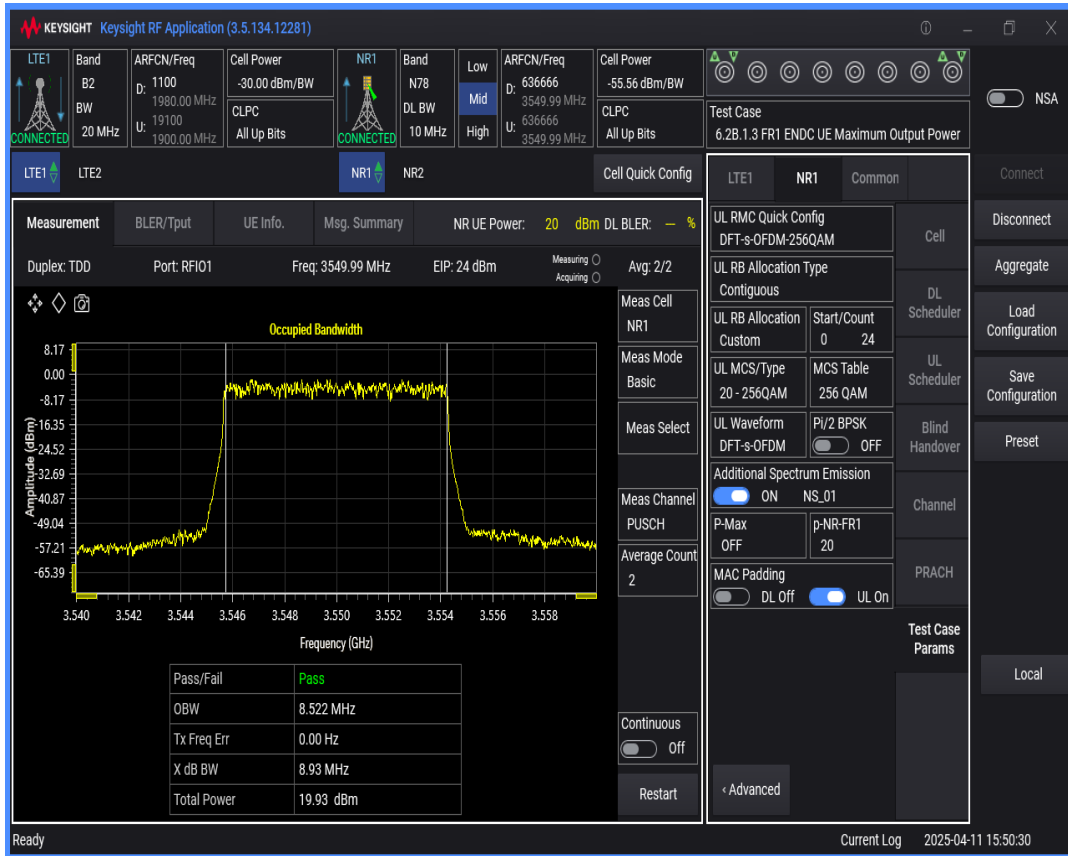 KEYSIGHT Keysight RF Application (3.5.134.12281)
LTE1 Band ARFCN/Freq Cell Power NR1 Band Low ARFCN/Freq Cell Power
B2 D: 1100 -30.00 dBm/BW N78 D: 636666 -55.56 dBm/BW
1980.00 MHz Mid 3549.99 MHz
BW CLPC DL BW CLPC
U: 19100 U: 636666
CONNECTED 20 MHz 1900.00 MHz All Up Bits CONNECTED 10 MHz High 3549.99 MHz All Up Bits
Test Case
6.2B.1.3 FR1 ENDC UE Maximum Output Power
NSA
LTE1 LTE2 NR1 NR2 Cell Quick Config
LTE1 NR1 Common
Connect
Measurement BLER/Tput UE Info. Msg. Summary NR UE Power: 20 dBm DL BLER: — %
Duplex: TDD Port: RFIO1 Freq: 3549.99 MHz EIP: 24 dBm Measuring Avg: 2/2
Acquiring
Occupied Bandwidth
8.17
0.00
-8.17
-16.35
-24.52
-32.69
-40.87
-49.04
-57.21
-65.39
Amplitude (dBm)
3.540 3.542 3.544 3.546 3.548 3.550 3.552 3.554 3.556 3.558
Frequency (GHz)
Pass/Fail Pass
OBW 8.522 MHz
Tx Freq Err 0.00 Hz
X dB BW 8.93 MHz
Total Power 19.93 dBm
Meas Cell
NR1
Meas Mode
Basic
Meas Select
Meas Channel
PUSCH
Average Count
2
Continuous
Off
Restart
UL RMC Quick Config
DFT-s-OFDM-256QAM
UL RB Allocation Type
Contiguous
UL RB Allocation Start/Count
Custom 0 24
UL MCS/Type MCS Table
20 - 256QAM 256 QAM
UL Waveform Pi/2 BPSK
DFT-s-OFDM OFF
Additional Spectrum Emission
ON NS_01
P-Max p-NR-FR1
OFF 20
MAC Padding
DL Off UL On
‹ Advanced
Cell
DL
Scheduler
UL
Scheduler
Blind
Handover
Channel
PRACH
Test Case
Params
Disconnect
Aggregate
Load
Configuration
Save
Configuration
Preset
Local
Ready Current Log 2025-04-11 15:50:30